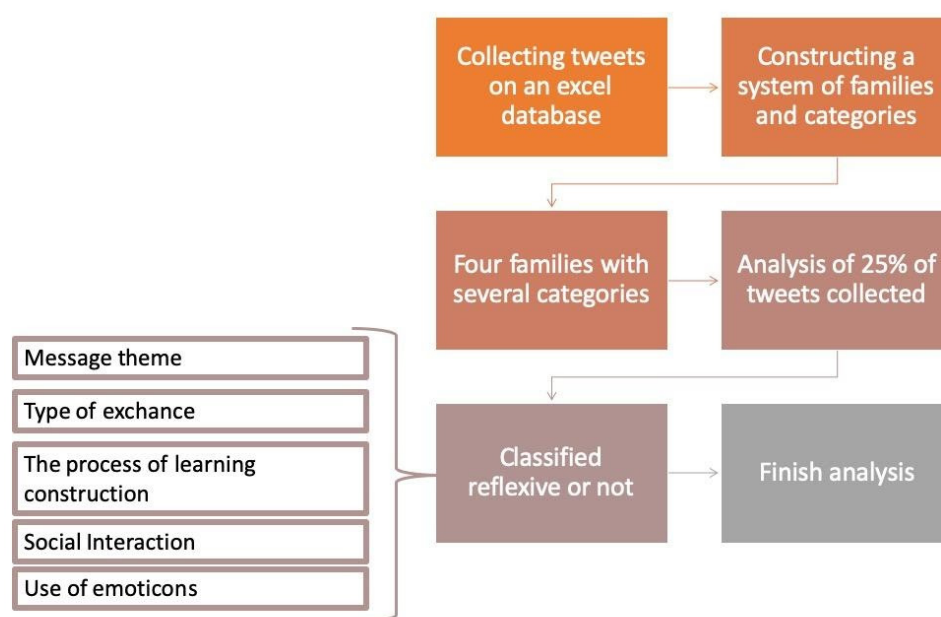 Collecting tweets
on an excel
database
Constructing a
system of families
and categories
Four families with
several categories
Analysis of 25% of
tweets collected
Message theme
Type of exchance
The process of learning
construction
Social Interaction
Use of emoticons
Classified
reflexive or not
Finish analysis